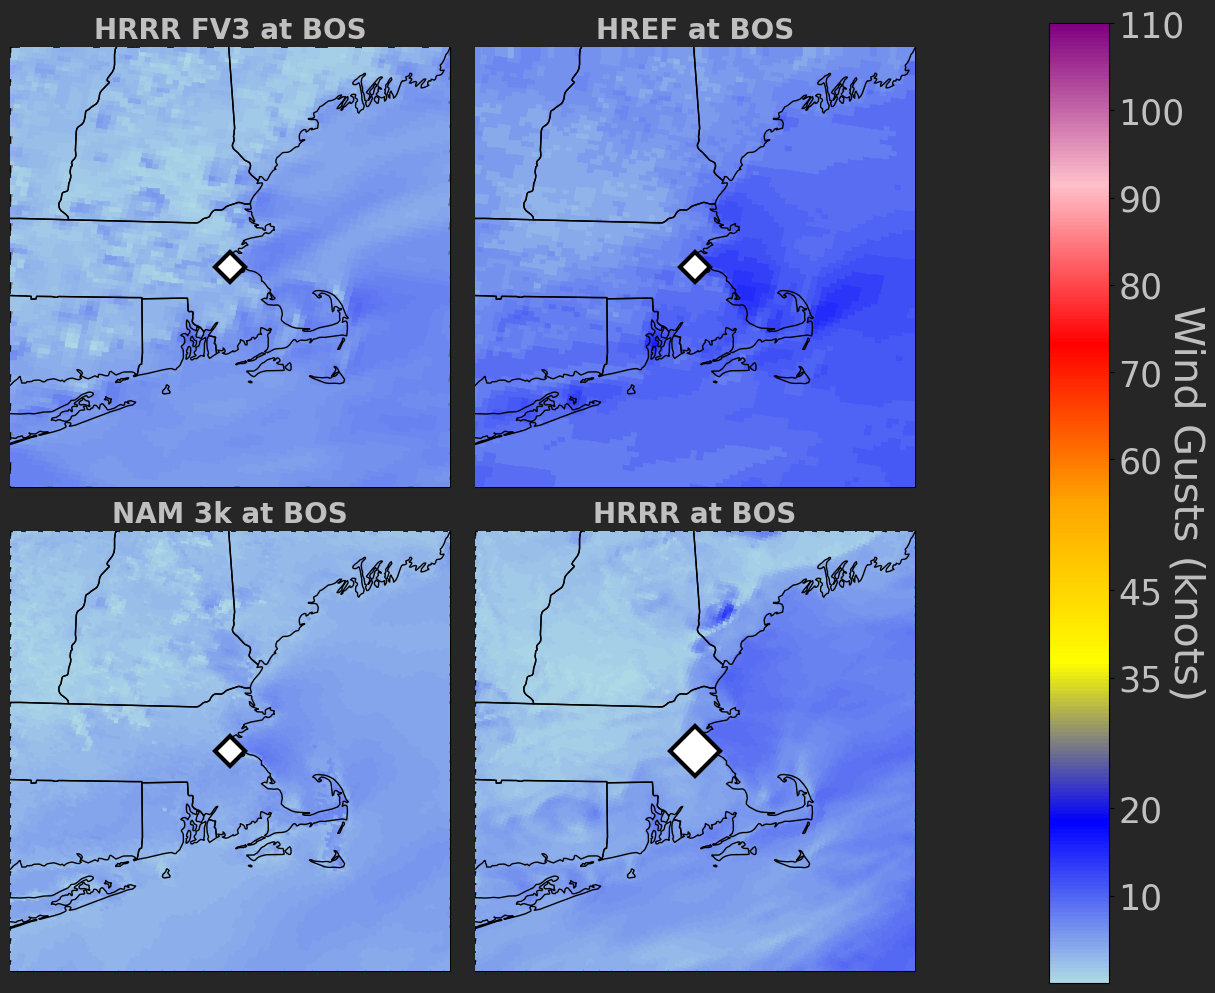 HRRR FV3 at BOS
HREF at BOS
NAM 3k at BOS
HRRR at BOS
110
100
90
80
70
60
45
35
20
10
Wind Gusts (knots)